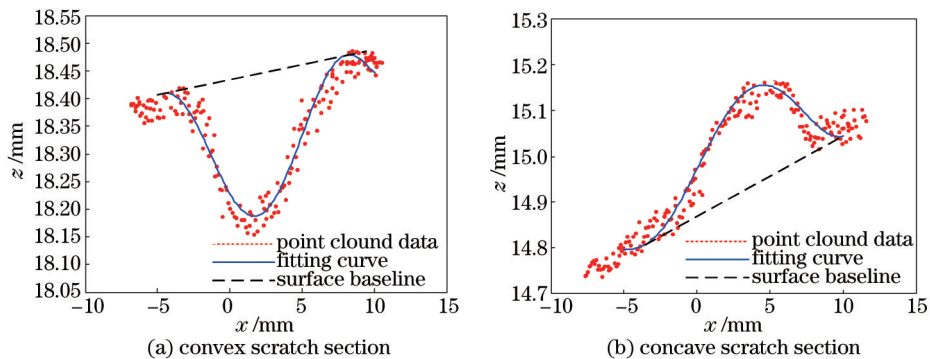 18.55
18.50
18.45
18.40
18.35
18.30
18.25
18.20
18.15
18.10
18.05
z /mm
point clound data
fitting curve
surface baseline
−10
−5
0
5
10
15
x /mm
(a) convex scratch section
15.3
15.2
15.1
15.0
14.9
14.8
14.7
z /mm
point clound data
fitting curve
surface baseline
−10
−5
0
5
10
15
x /mm
(b) concave scratch section